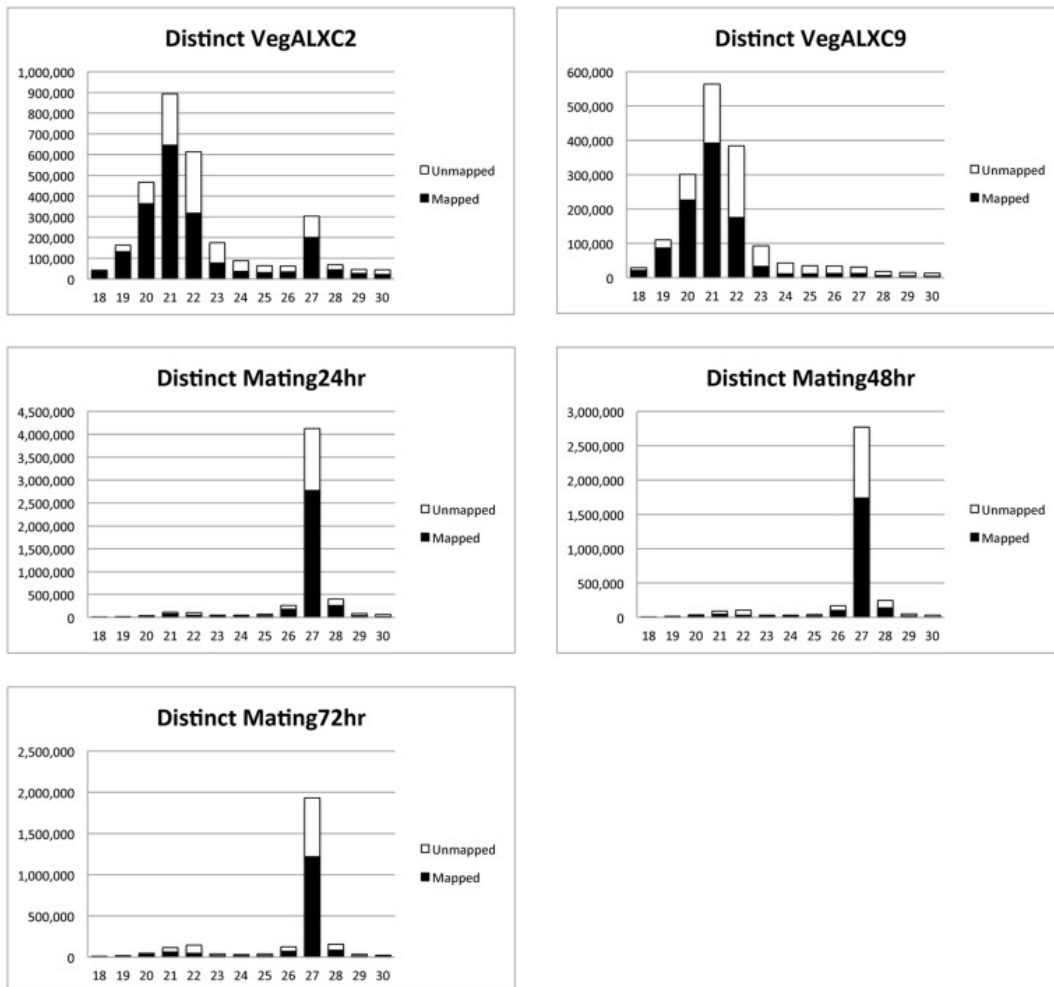 Distinct VegALXC2
1,000,000
900,000
800,000
700,000
600,000
500,000
400,000
300,000
200,000
100,000
0
18 19 20 21 22 23 24 25 26 27 28 29 30
Unmapped
Mapped
Distinct VegALXC9
600,000
500,000
400,000
300,000
200,000
100,000
0
18 19 20 21 22 23 24 25 26 27 28 29 30
Unmapped
Mapped
Distinct Mating24hr
4,500,000
4,000,000
3,500,000
3,000,000
2,500,000
2,000,000
1,500,000
1,000,000
500,000
0
18 19 20 21 22 23 24 25 26 27 28 29 30
Unmapped
Mapped
Distinct Mating48hr
3,000,000
2,500,000
2,000,000
1,500,000
1,000,000
500,000
0
18 19 20 21 22 23 24 25 26 27 28 29 30
Unmapped
Mapped
Distinct Mating72hr
2,500,000
2,000,000
1,500,000
1,000,000
500,000
0
18 19 20 21 22 23 24 25 26 27 28 29 30
Unmapped
Mapped